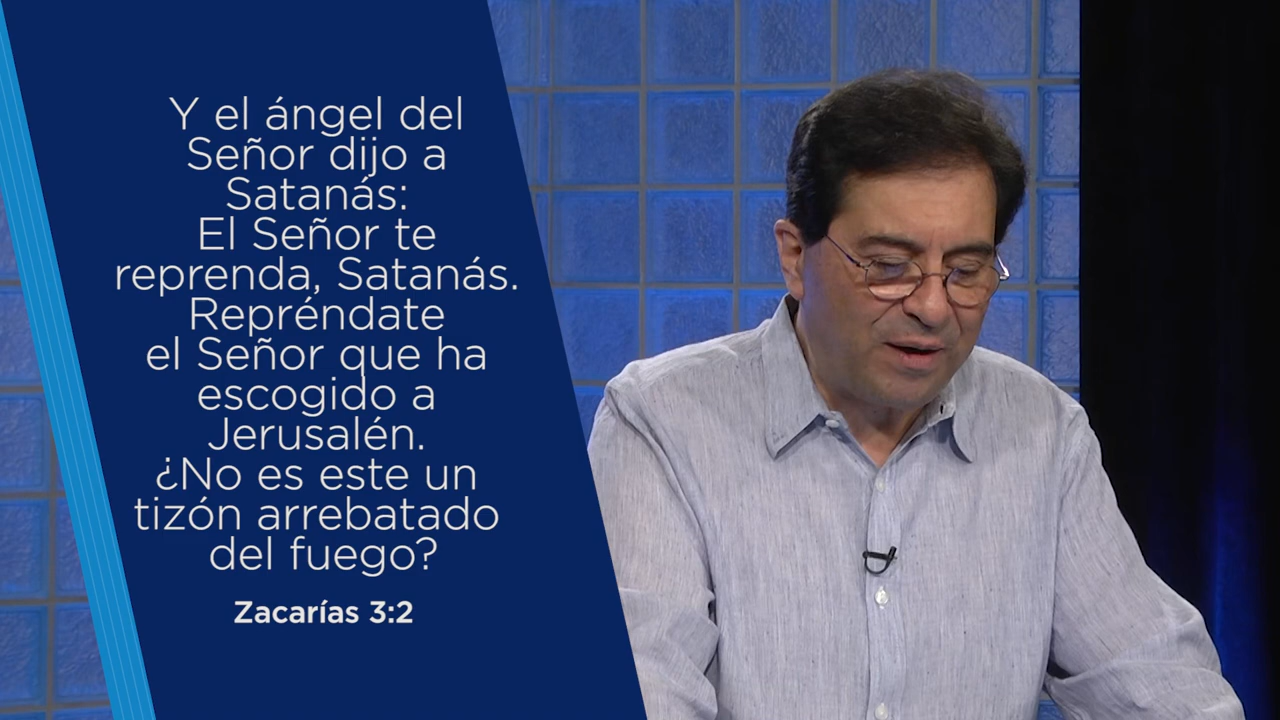 Y el ángel del
Señor dijo a
Satanás:
El Señor te
reprenda, Satanás.
Repréndate
el Señor que ha
escogido a
Jerusalén.
¿No es este un
tizón arrebatado
del fuego?
Zacarías 3:2